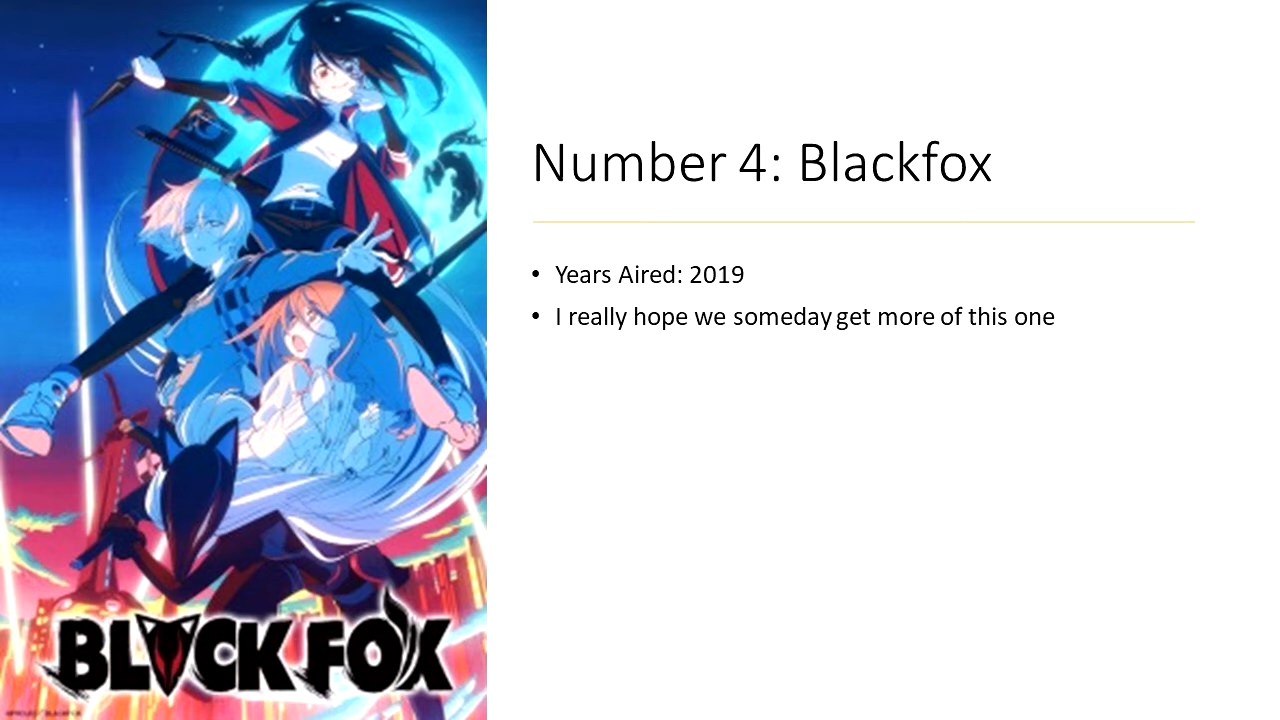 Number 4: Blackfox
• Years Aired: 2019
• I really hope we someday get more of this one
BLACK FOX